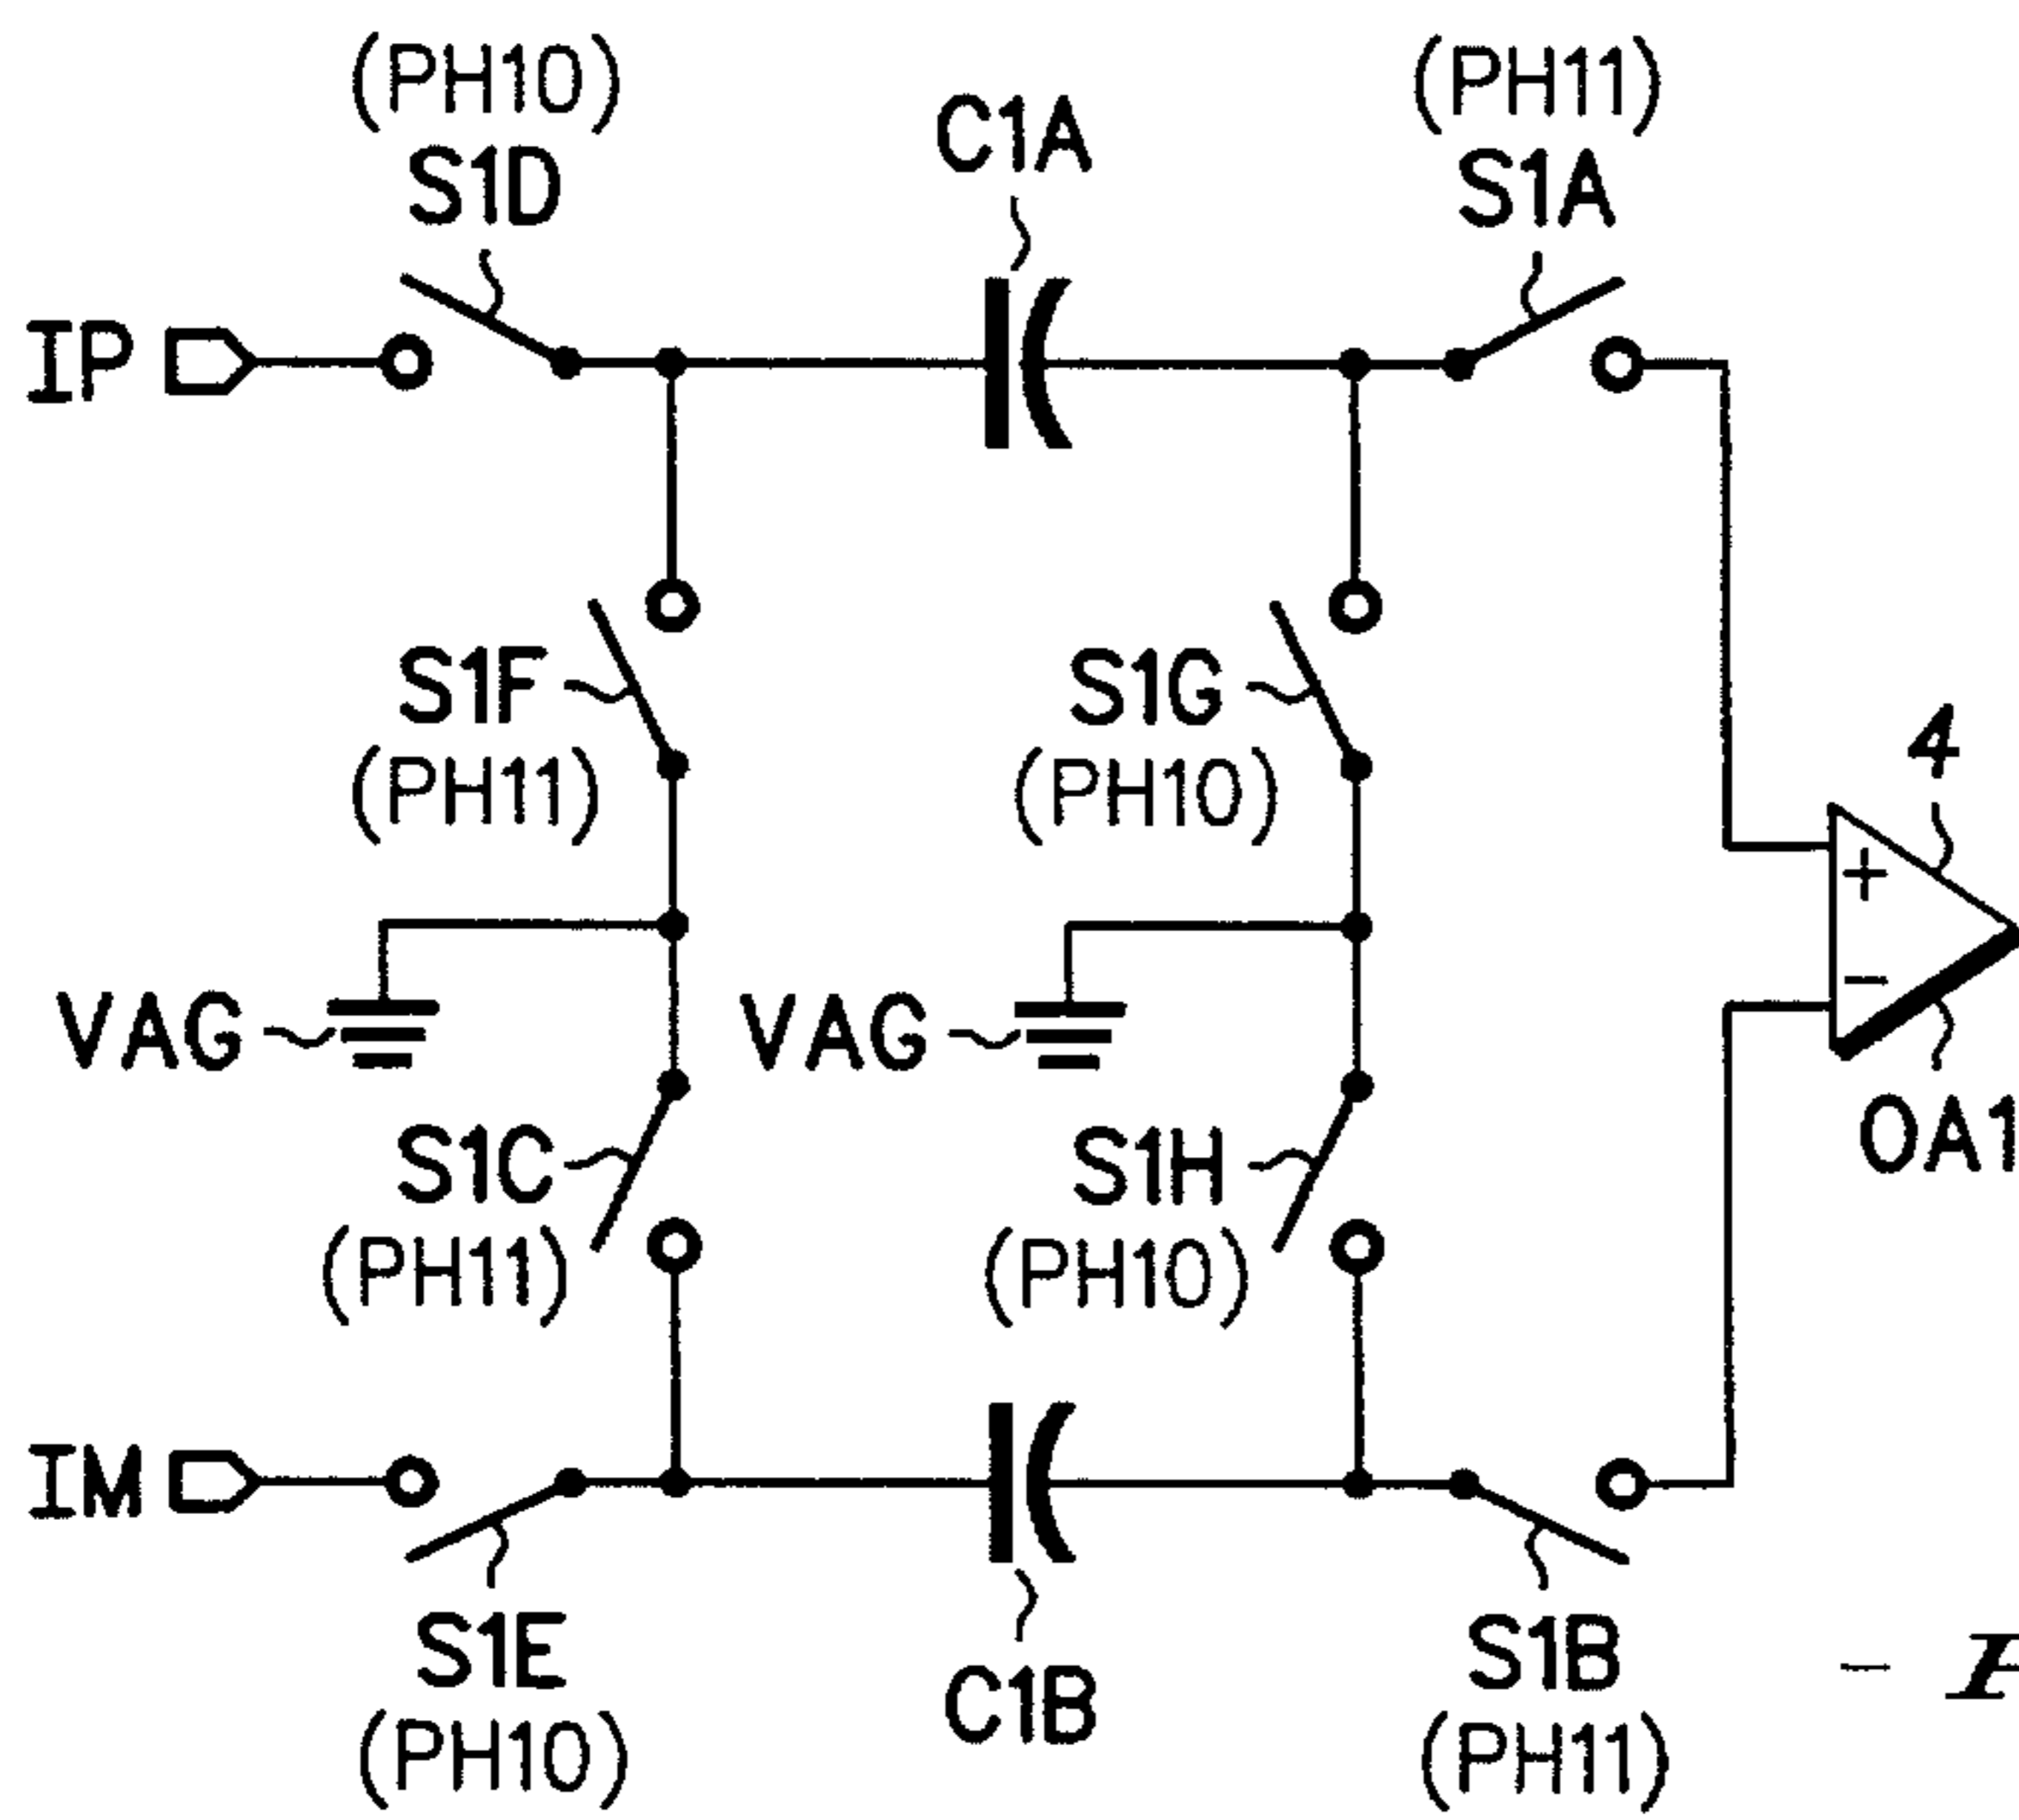 (PH10)
S1D
C1A
(PH11)
S1A
IP
S1F
(PH11)
S1G
(PH10)
4
+
−
VAG
VAG
OA1
S1C
(PH11)
S1H
(PH10)
IM
S1E
(PH10)
C1B
S1B
(PH11)